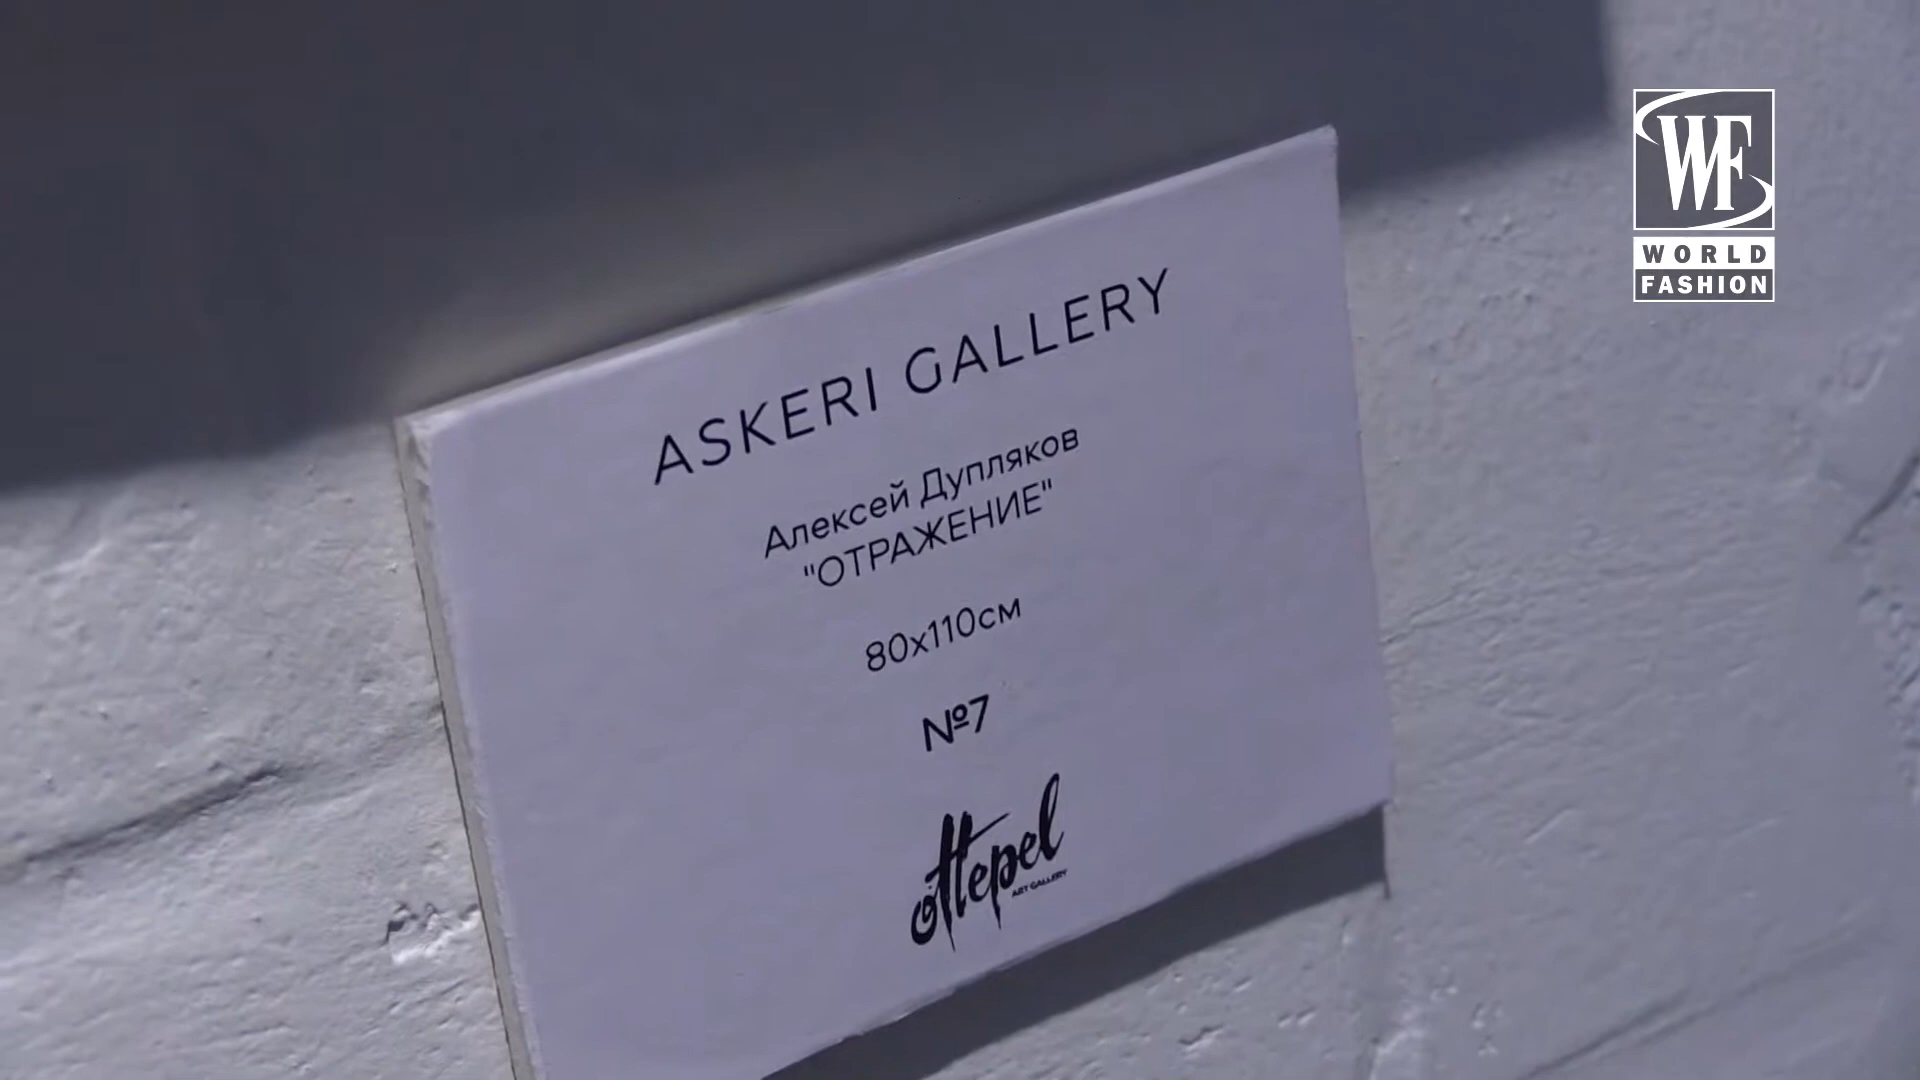 ASKERI GALLERY
Алексей Дупляков
"ОТРАЖЕНИЕ"
80x110см
№7
ottepel
ART GALLERY
WF
WORLD
FASHION